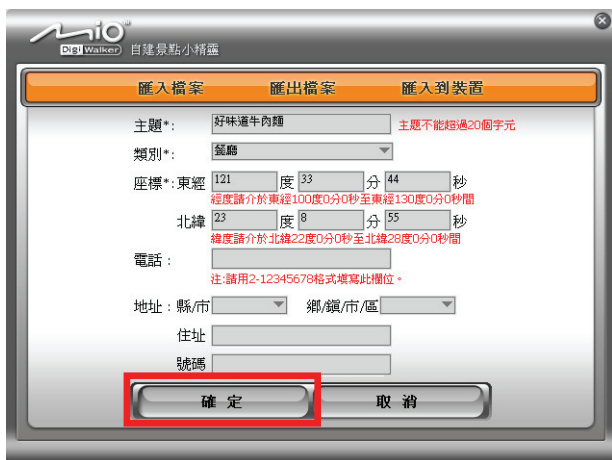 Mio
DigiWalker 自建景點小精靈
匯入檔案 匯出檔案 匯入到裝置
主題*: 好味道牛肉麵 主題不能超過20個字元
類別*: 餐廳
座標*:東經 121 度 33 分 44 秒
經度請介於東經100度0分0秒至東經130度0分0秒間
北緯 23 度 8 分 55 秒
緯度請介於北緯22度0分0秒至北緯28度0分0秒間
電話：
注:請用2-12345678格式填寫此欄位。
地址：縣/市 鄉/鎮/市/區
住址
號碼
確 定 取 消